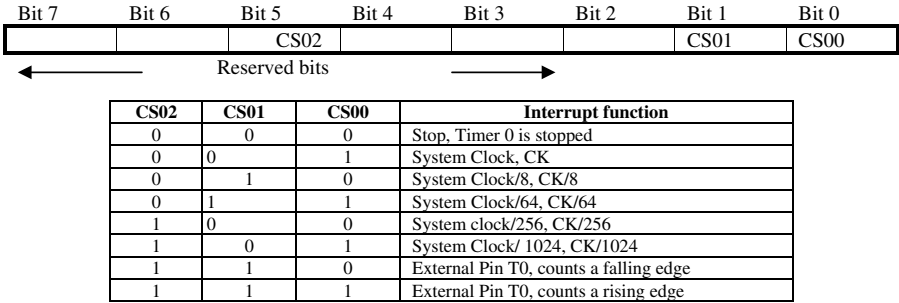 Bit 7 Bit 6 Bit 5 Bit 4 Bit 3 Bit 2 Bit 1 Bit 0
CS02 CS01 CS00
Reserved bits
CS02 CS01 CS00 Interrupt function
0 0 0 Stop, Timer 0 is stopped
0 0 1 System Clock, CK
0 1 0 System Clock/8, CK/8
0 1 1 System Clock/64, CK/64
1 0 0 System clock/256, CK/256
1 0 1 System Clock/ 1024, CK/1024
1 1 0 External Pin T0, counts a falling edge
1 1 1 External Pin T0, counts a rising edge